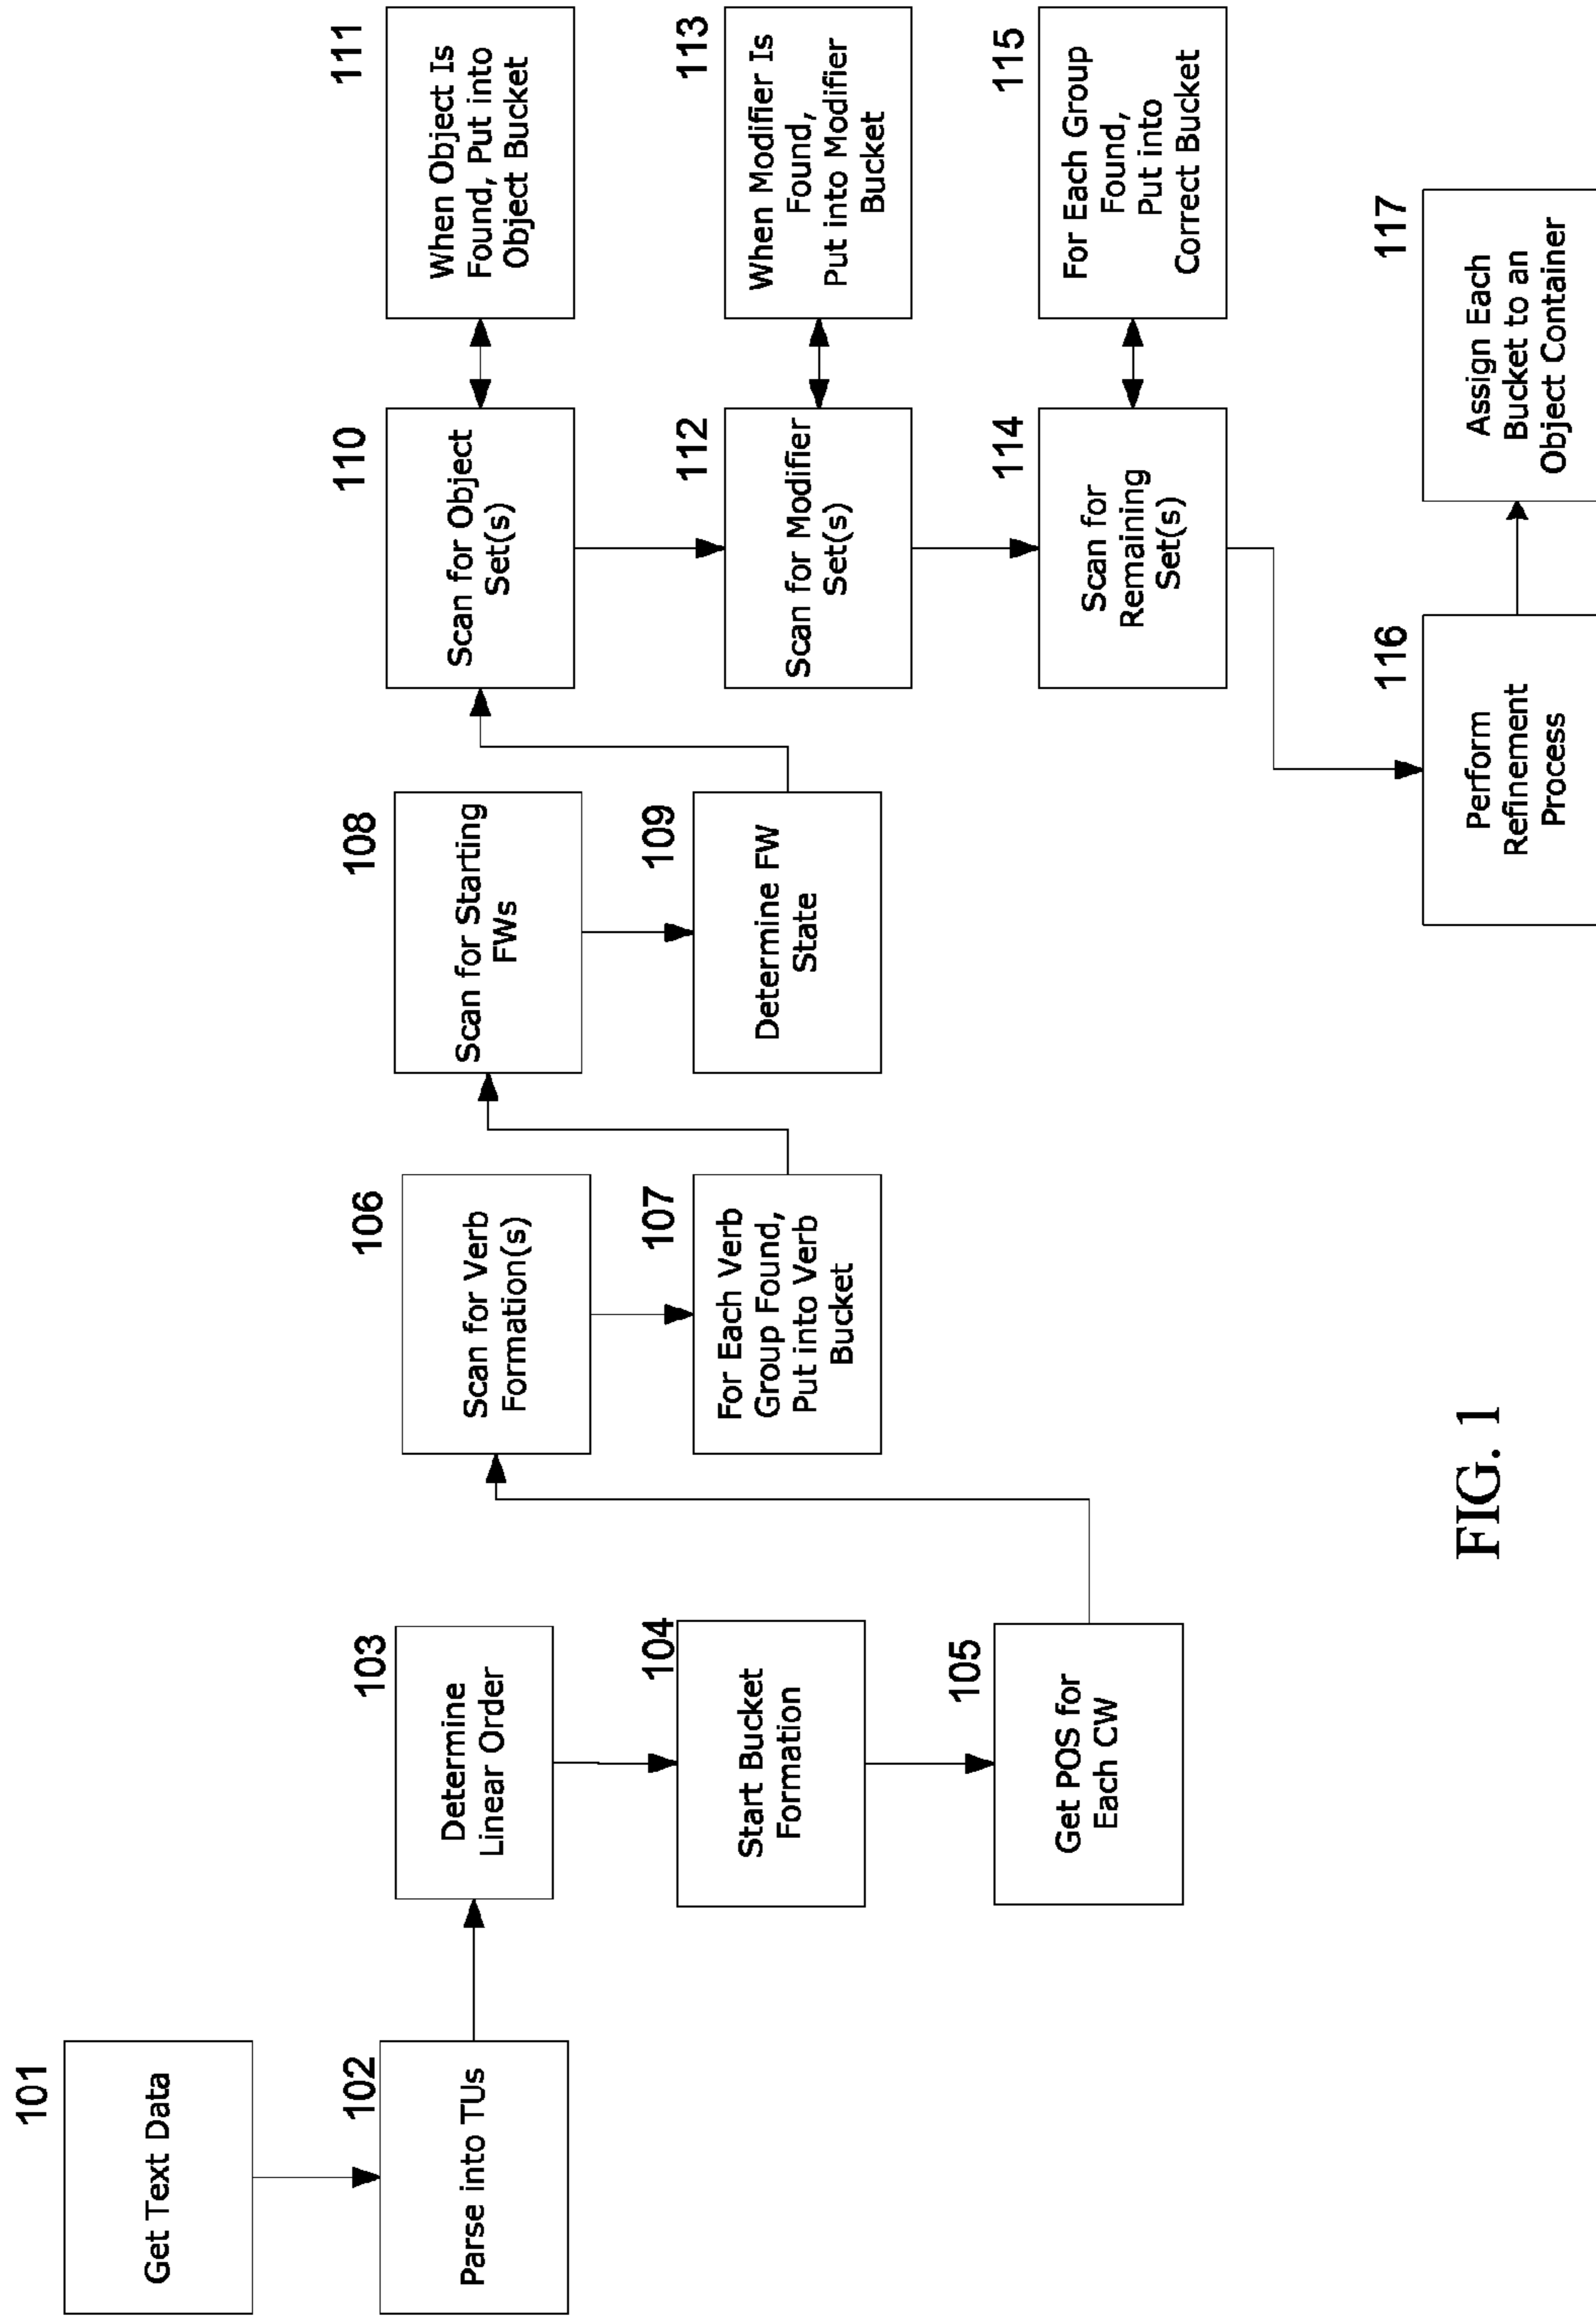 101
Get Text Data
102
Parse into TUs
103
Determine
Linear Order
104
Start Bucket
Formation
105
Get POS for
Each CW
106
Scan for Verb
Formation(s)
107
For Each Verb
Group Found,
Put into Verb
Bucket
108
Scan for Starting
FWs
109
Determine FW
State
110
Scan for Object
Set(s)
111
When Object Is
Found, Put into
Object Bucket
112
Scan for Modifier
Set(s)
113
When Modifier Is
Found,
Put into Modifier
Bucket
114
Scan for
Remaining
Set(s)
115
For Each Group
Found,
Put into
Correct Bucket
116
Perform
Refinement
Process
117
Assign Each
Bucket to an
Object Container
FIG. 1